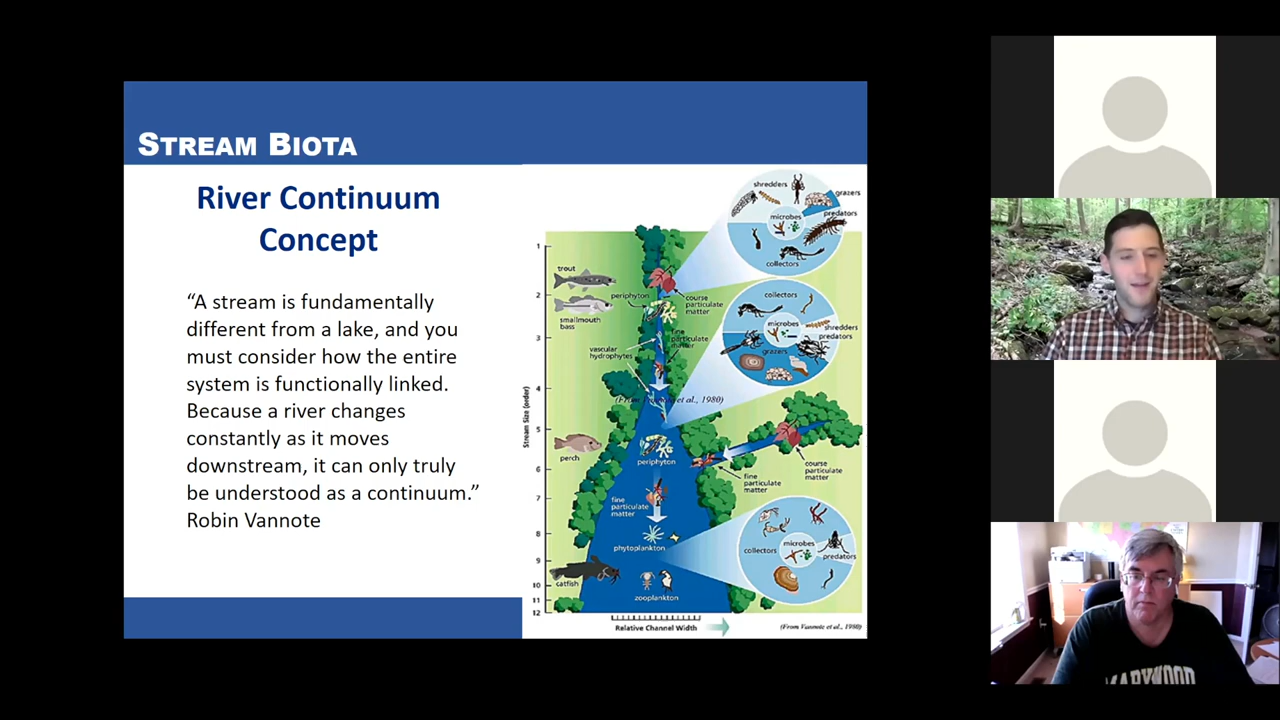 STREAM BIOTA
River Continuum
Concept
“A stream is fundamentally
different from a lake, and you
must consider how the entire
system is functionally linked.
Because a river changes
constantly as it moves
downstream, it can only truly
be understood as a continuum.”
Robin Vannote
shredders
grazers
microbes
predators
collectors
1
trout
periphyton
course
particulate
matter
2
smallmouth
bass
collectors
microbes
shredders
predators
grazers
fine
particulate
matter
3
vascular
hydrophytes
4
Stream Size (order)
5
perch
periphyton
course
particulate
matter
6
fine
particulate
matter
7
fine
particulate
matter
8
phytoplankton
collectors
microbes
predators
9
catfish
10
zooplankton
11
12
Relative Channel Width
(From Vannote et al., 1980)
MARYWOOD